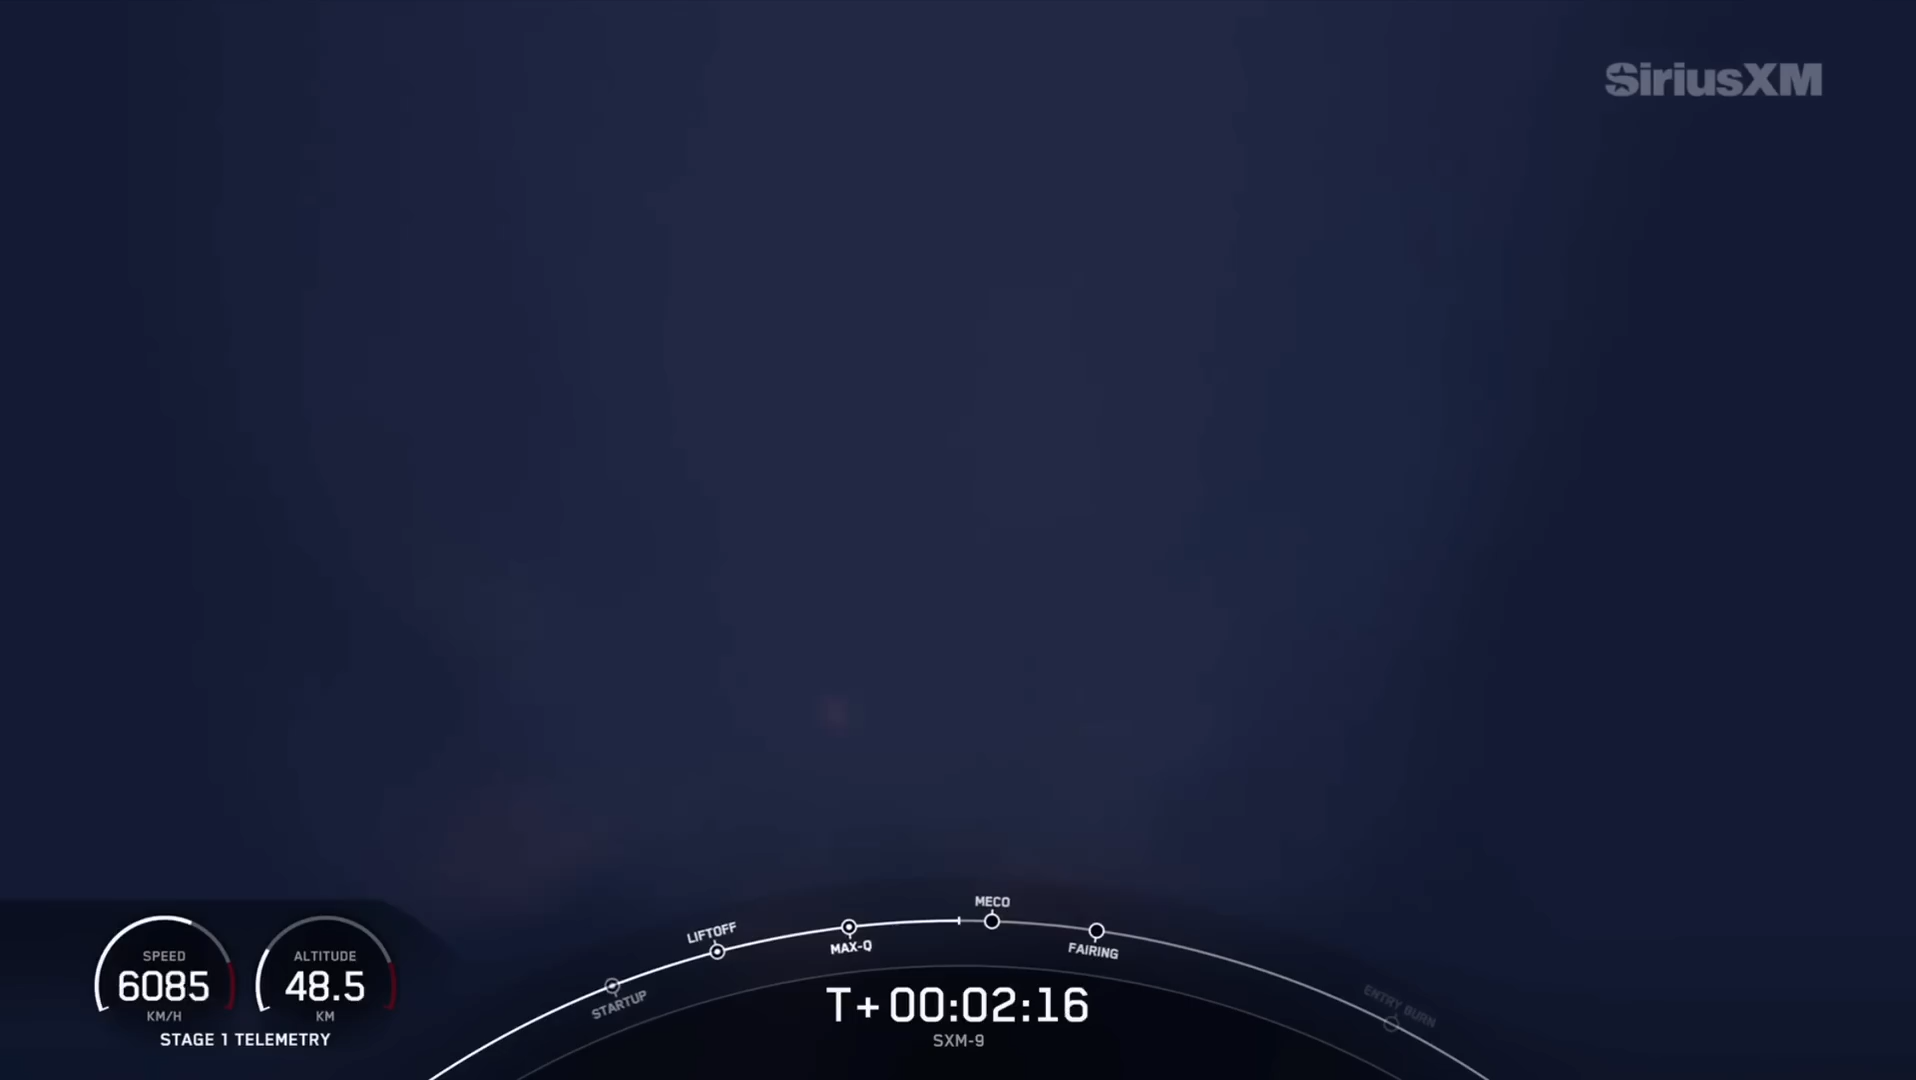 SiriusXM
MECO
LIFTOFF
MAX-Q
FAIRING
STARTUP
ENTRY BURN
SPEED
6085
KM/H
ALTITUDE
48.5
KM
STAGE 1 TELEMETRY
T+00:02:16
SXM-9